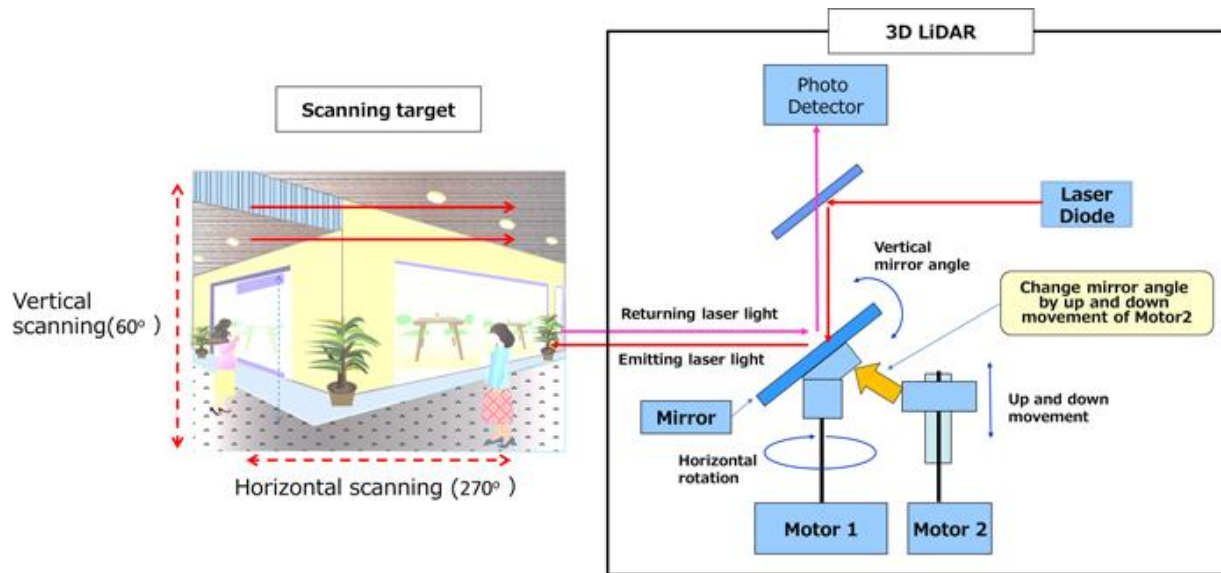 3D LiDAR
Photo
Detector
Scanning target
Laser
Diode
Vertical
mirror angle
Change mirror angle
by up and down
movement of Motor2
Vertical
scanning(60° )
Returning laser light
Emitting laser light
Up and down
movement
Mirror
Horizontal
rotation
Horizontal scanning (270° )
Motor 1
Motor 2